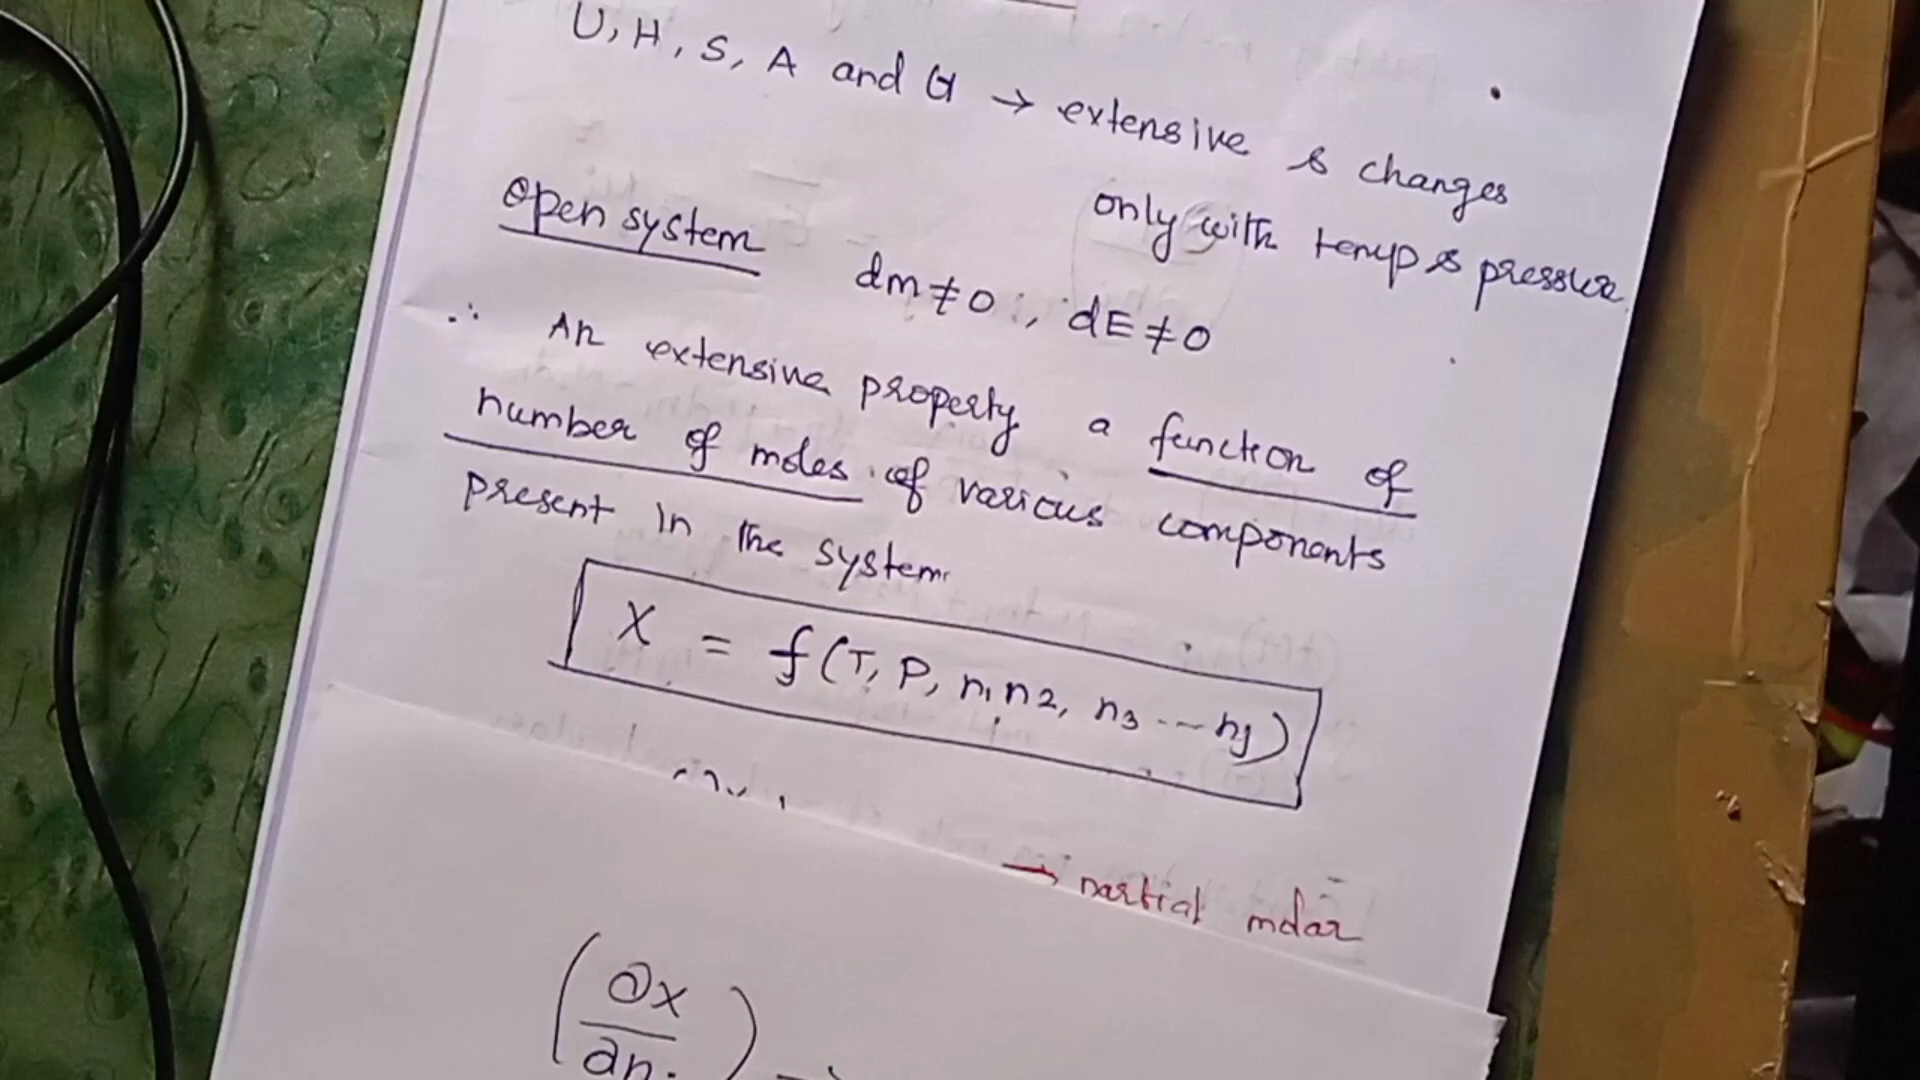 U, H, S, A and G → extensive & changes
only with temp & pressure
open system dm≠0, dE≠0
∴ An extensive property a function of
number of moles of various components
present in the system.
X = f(T, P, n1 n2, n3 --- nj)
→ partial molar
(∂X/∂n